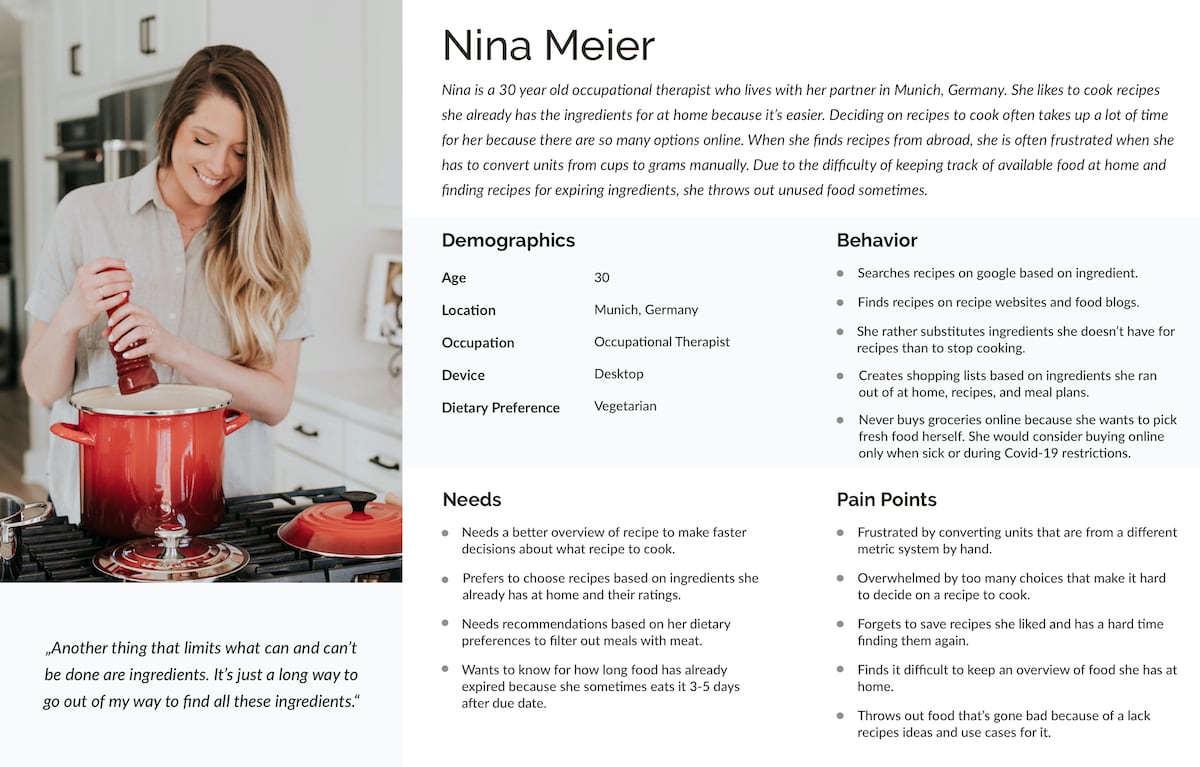 Nina Meier
Nina is a 30 year old occupational therapist who lives with her partner in Munich, Germany. She likes to cook recipes
she already has the ingredients for at home because it's easier. Deciding on recipes to cook often takes up a lot of time
for her because there are so many options online. When she finds recipes from abroad, she is often frustrated when she
has to convert units from cups to grams manually. Due to the difficulty of keeping track of available food at home and
finding recipes for expiring ingredients, she throws out unused food sometimes.
Demographics
Age 30
Location Munich, Germany
Occupation Occupational Therapist
Device Desktop
Dietary Preference Vegetarian
Behavior
Searches recipes on google based on ingredient.
Finds recipes on recipe websites and food blogs.
She rather substitutes ingredients she doesn't have for
recipes than to stop cooking.
Creates shopping lists based on ingredients she ran
out of at home, recipes, and meal plans.
Never buys groceries online because she wants to pick
fresh food herself. She would consider buying online
only when sick or during Covid-19 restrictions.
Needs
Needs a better overview of recipe to make faster
decisions about what recipe to cook.
Prefers to choose recipes based on ingredients she
already has at home and their ratings.
Needs recommendations based on her dietary
preferences to filter out meals with meat.
Wants to know for how long food has already
expired because she sometimes eats it 3-5 days
after due date.
Pain Points
Frustrated by converting units that are from a different
metric system by hand.
Overwhelmed by too many choices that make it hard
to decide on a recipe to cook.
Forgets to save recipes she liked and has a hard time
finding them again.
Finds it difficult to keep an overview of food she has at
home.
Throws out food that's gone bad because of a lack
recipes ideas and use cases for it.
„Another thing that limits what can and can't
be done are ingredients. It's just a long way to
go out of my way to find all these ingredients.“